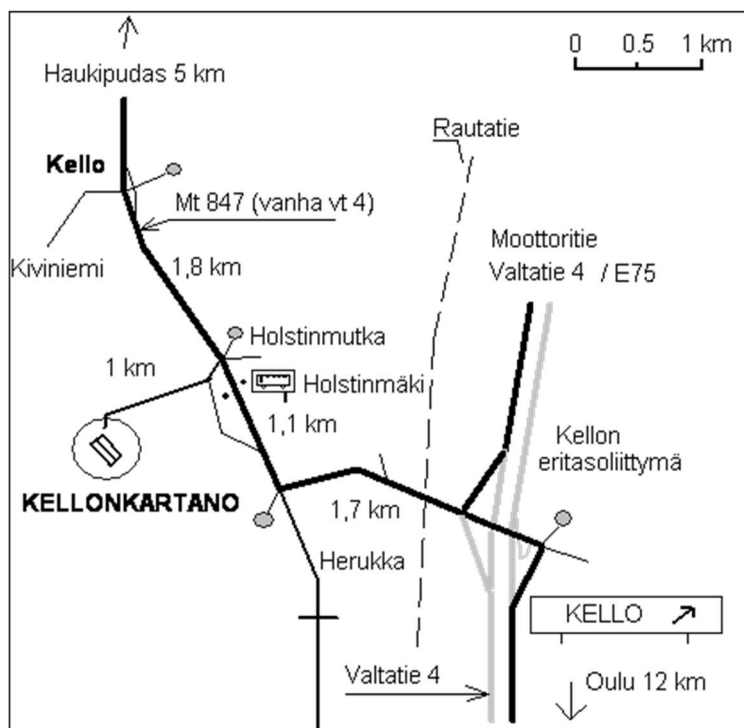 0 0.5 1 km
Haukipudas 5 km
Rautatie
Kello
Mt 847 (vanha vt 4)
Moottoritie
Valtatie 4 / E75
Kiviniemi
1,8 km
Holstinmutka
1 km
Holstinmäki
1,1 km
Kellon
eritasoliittymä
KELLONKARTANO
1,7 km
Herukka
KELLO
Valtatie 4
Oulu 12 km